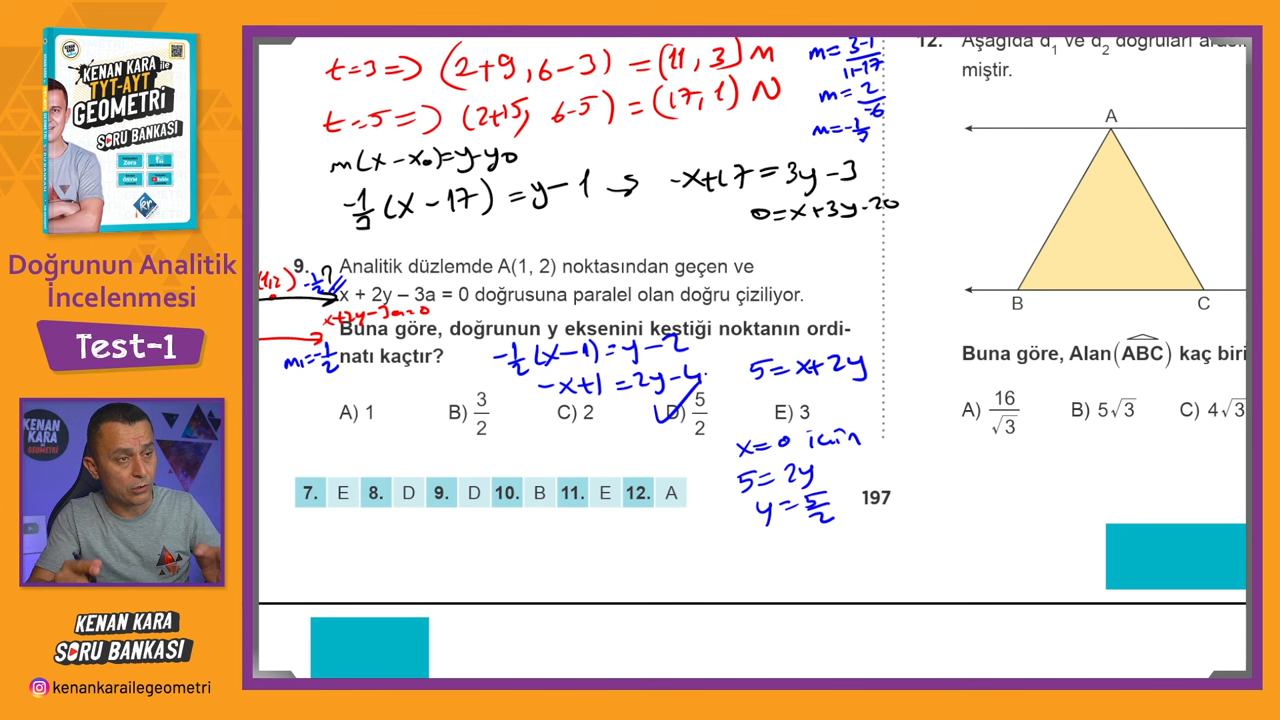 KENAN KARA ile
TYT-AYT
GEOMETRİ
SORU BANKASI
Doğrunun Analitik
İncelenmesi
Test-1
KENAN KARA
SORU BANKASI
kenankarailegeometri
t=3 => (2+9, 6-3) = (11, 3) M
t=5 => (2+15, 6-5) = (17, 1) N
m = 3-1 / 11-17
m = 2 / -6
m = -1/3
m(x-x0) = y-y0
-1/3 (x-17) = y-1 → -x+17 = 3y-3
0 = x+3y-20
9. Analitik düzlemde A(1, 2) noktasından geçen ve
x + 2y – 3a = 0 doğrusuna paralel olan doğru çiziliyor.
Buna göre, doğrunun y eksenini kestiği noktanın ordi-
natı kaçtır?
A) 1 B) 3/2 C) 2 D) 5/2 E) 3
1,2) -1/2 ?
x+2y-3a=0
m1=-1/2
-1/2 (x-1) = y-2
-x+1 = 2y-4
5 = x+2y
x=0 için
5 = 2y
y = 5/2
7. E 8. D 9. D 10. B 11. E 12. A
197
12. Aşağıda d1 ve d2 doğruları
miştir.
A
B C
Buna göre, Alan(ABC) kaç biri
A) 16/√3 B) 5√3 C) 4√3